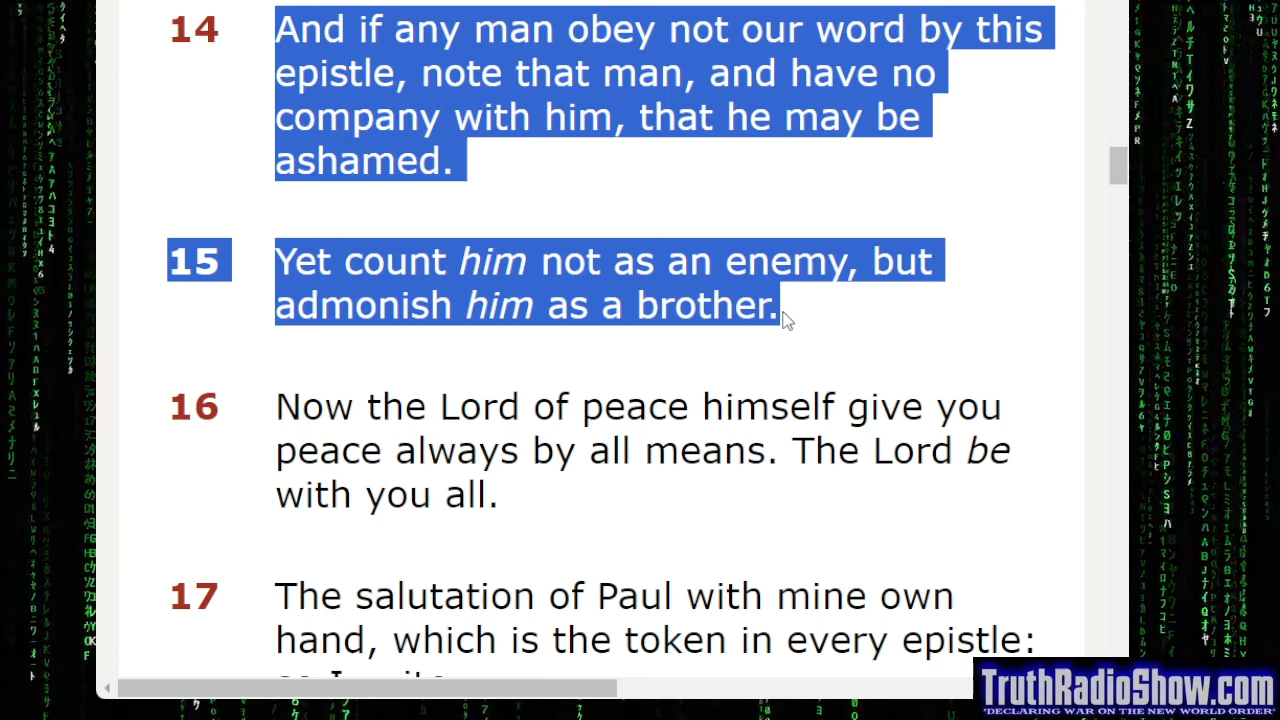 14 And if any man obey not our word by this
epistle, note that man, and have no
company with him, that he may be
ashamed.
15 Yet count him not as an enemy, but
admonish him as a brother.
16 Now the Lord of peace himself give you
peace always by all means. The Lord be
with you all.
17 The salutation of Paul with mine own
hand, which is the token in every epistle:
TruthRadioShow.com
"DECLARING WAR ON THE NEW WORLD ORDER"